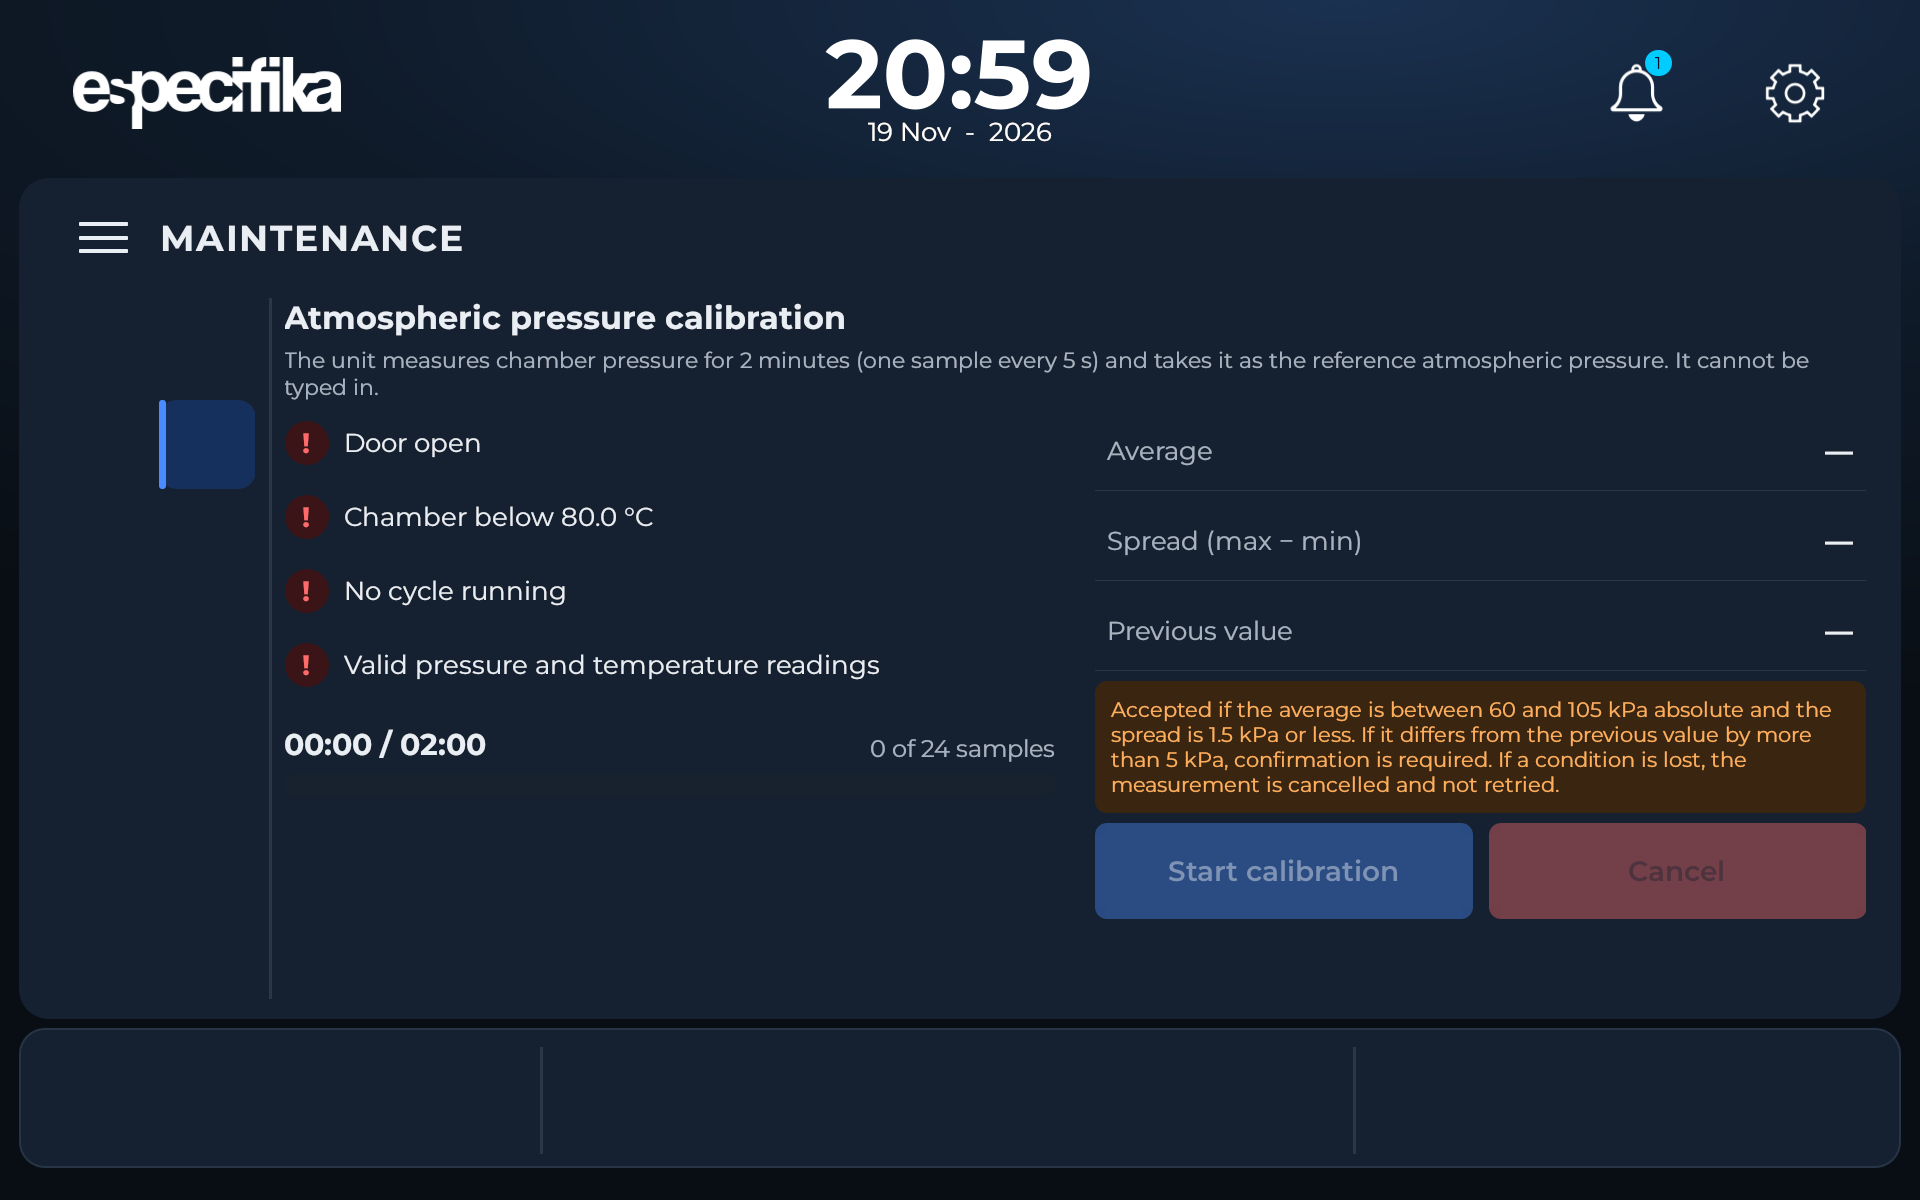 especifika
20:59
19 Nov - 2026
1
MAINTENANCE
Atmospheric pressure calibration
The unit measures chamber pressure for 2 minutes (one sample every 5 s) and takes it as the reference atmospheric pressure. It cannot be
typed in.
! Door open
! Chamber below 80.0 °C
! No cycle running
! Valid pressure and temperature readings
00:00 / 02:00
0 of 24 samples
Average —
Spread (max − min) —
Previous value —
Accepted if the average is between 60 and 105 kPa absolute and the
spread is 1.5 kPa or less. If it differs from the previous value by more
than 5 kPa, confirmation is required. If a condition is lost, the
measurement is cancelled and not retried.
Start calibration
Cancel